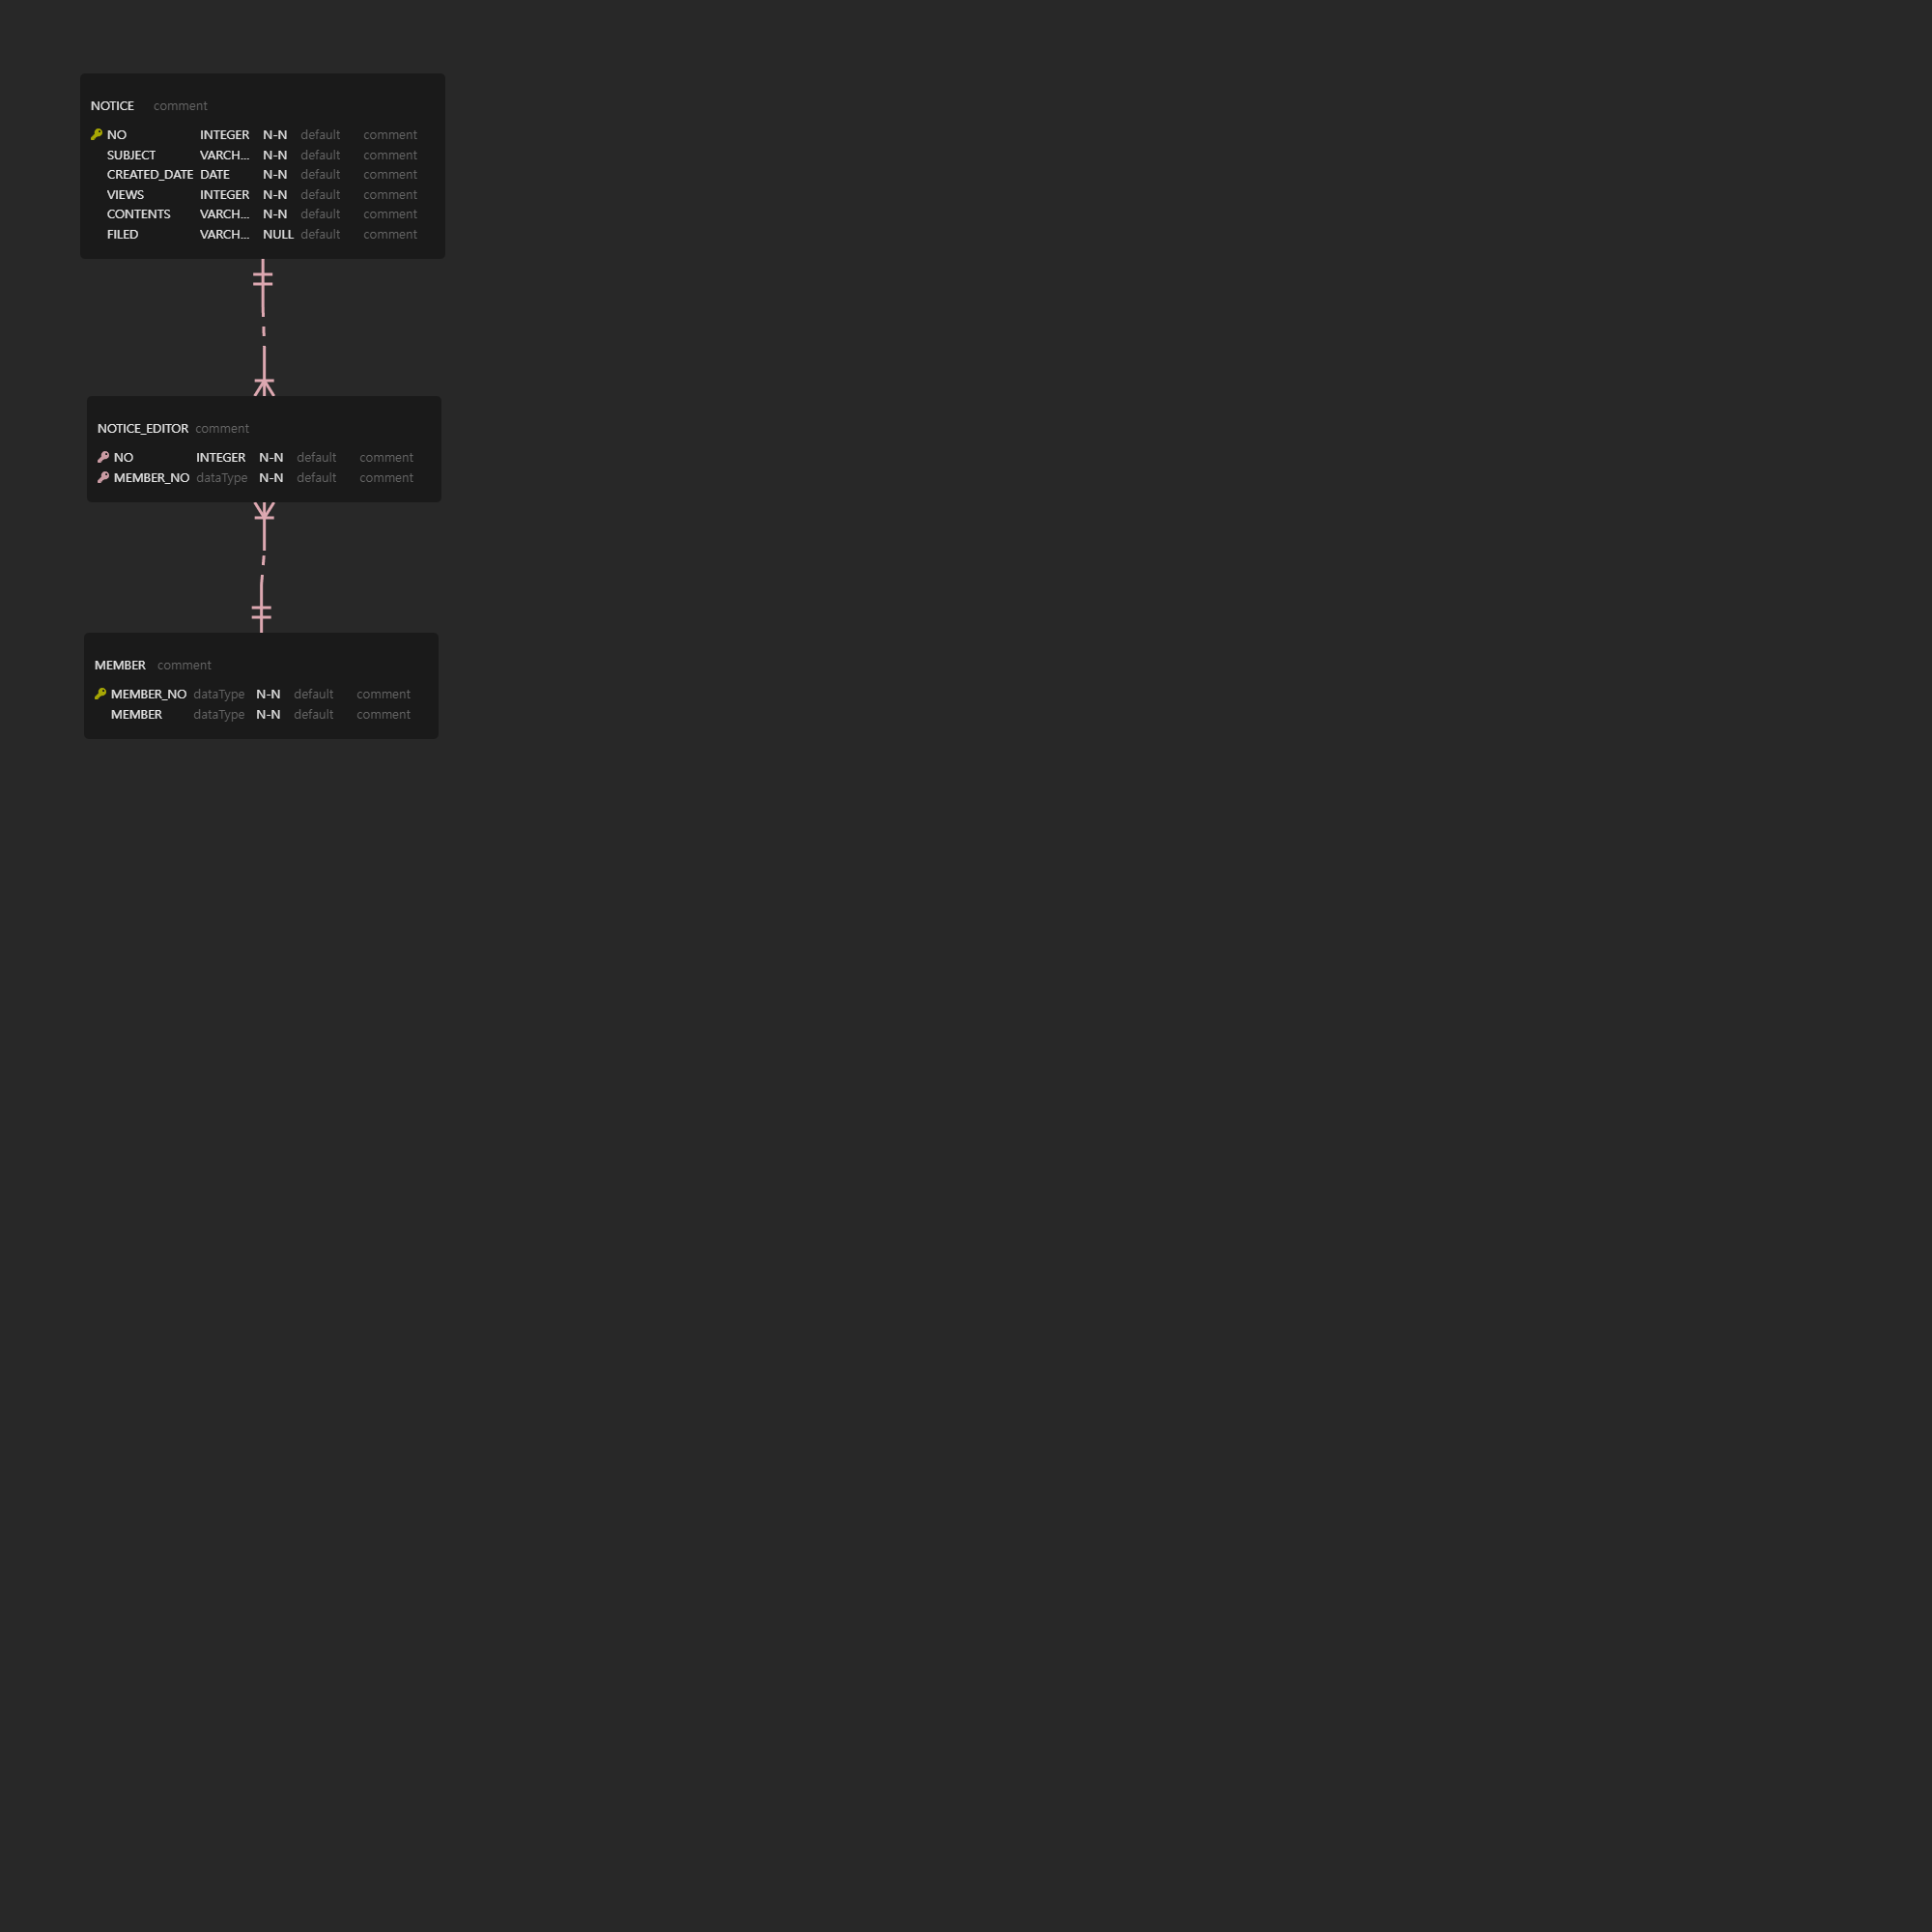 NOTICE comment
NO INTEGER N-N default comment
SUBJECT VARCH... N-N default comment
CREATED_DATE DATE N-N default comment
VIEWS INTEGER N-N default comment
CONTENTS VARCH... N-N default comment
FILED VARCH... NULL default comment
NOTICE_EDITOR comment
NO INTEGER N-N default comment
MEMBER_NO dataType N-N default comment
MEMBER comment
MEMBER_NO dataType N-N default comment
MEMBER dataType N-N default comment